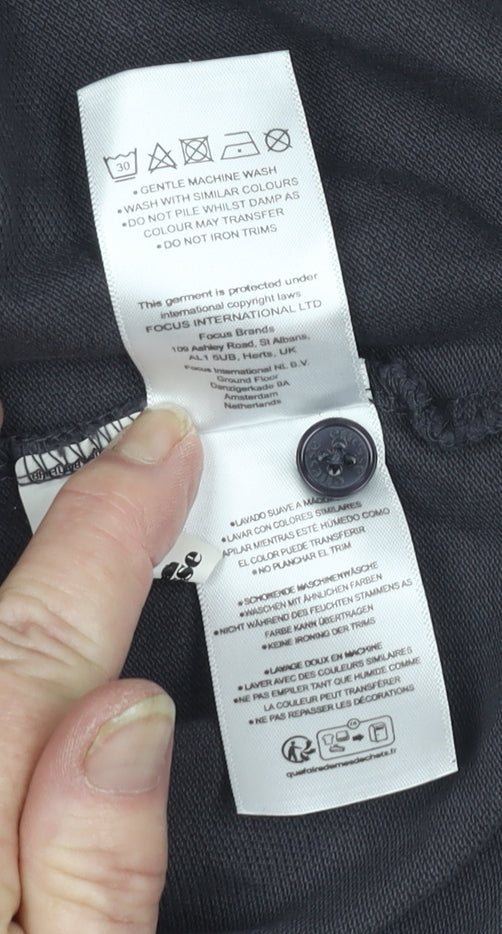 30
• GENTLE MACHINE WASH
• WASH WITH SIMILAR COLOURS
• DO NOT PILE WHILST DAMP AS
COLOUR MAY TRANSFER
• DO NOT IRON TRIMS
This germent is protected under
international copyright laws
FOCUS INTERNATIONAL LTD
Focus Brands
109 Ashley Road, St Albans,
AL1 5UB, Herts, UK
Focus International NL B.V.
Ground Floor
Danzigerkade 9A
Amsterdam
Netherlands
• LAVADO SUAVE A
• LAVAR CON COLORES SIMILARES
APILAR MIENTRAS ESTÉ HÚMEDO COMO
EL COLOR PUEDE TRANSFERIR
• NO PLANCHAR EL TRIM
• SCHONENDE MASCHINENWÄSCHE
• WASCHEN MIT ÄHNLICHEN FARBEN
• NICHT WÄHREND DES FEUCHTEN STAMMENS AS
FARBE KANN ÜBERTRAGEN
• KEINE IRONING DER TRIMS
• LAVAGE DOUX EN MACHINE
• LAVER AVEC DES COULEURS SIMILAIRES
• NE PAS EMPILER TANT QUE HUMIDE COMME
LA COULEUR PEUT TRANSFÉRER
• NE PAS REPASSER LES DÉCORATIONS
FR
quefairedemesdechets.fr